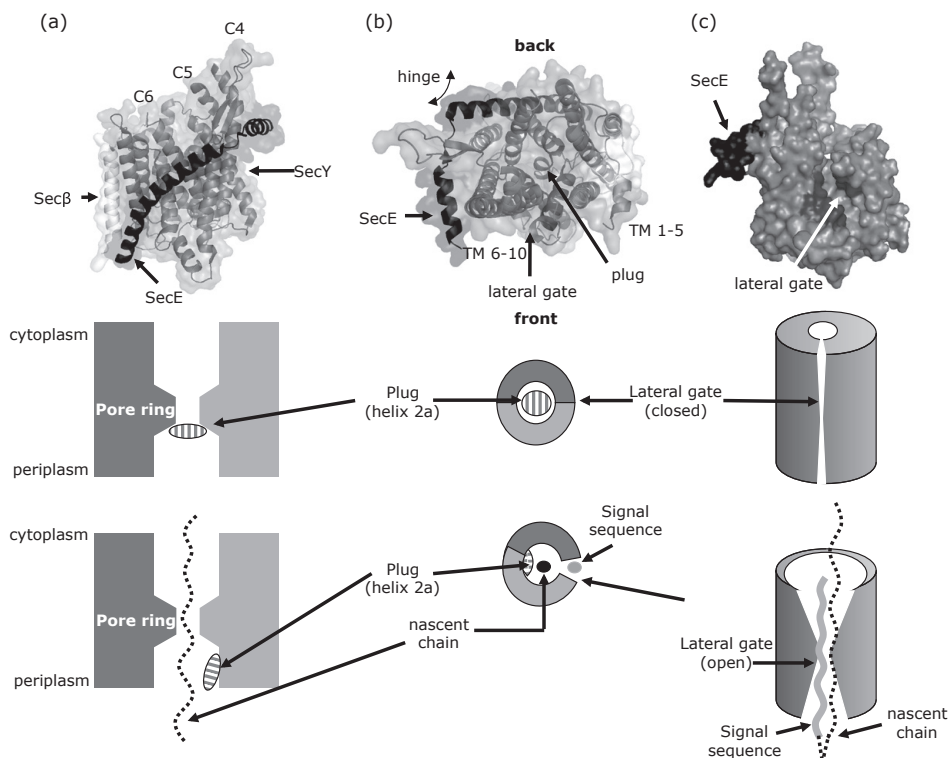 (a)
C4
C5
C6
Secβ
SecY
SecE
(b)
back
hinge
SecE
TM 6-10
TM 1-5
plug
lateral gate
front
(c)
SecE
lateral gate
cytoplasm
Pore ring
periplasm
Plug
(helix 2a)
Lateral gate
(closed)
cytoplasm
Pore ring
periplasm
Plug
(helix 2a)
nascent
chain
Signal
sequence
Lateral gate
(open)
Signal
sequence
nascent
chain